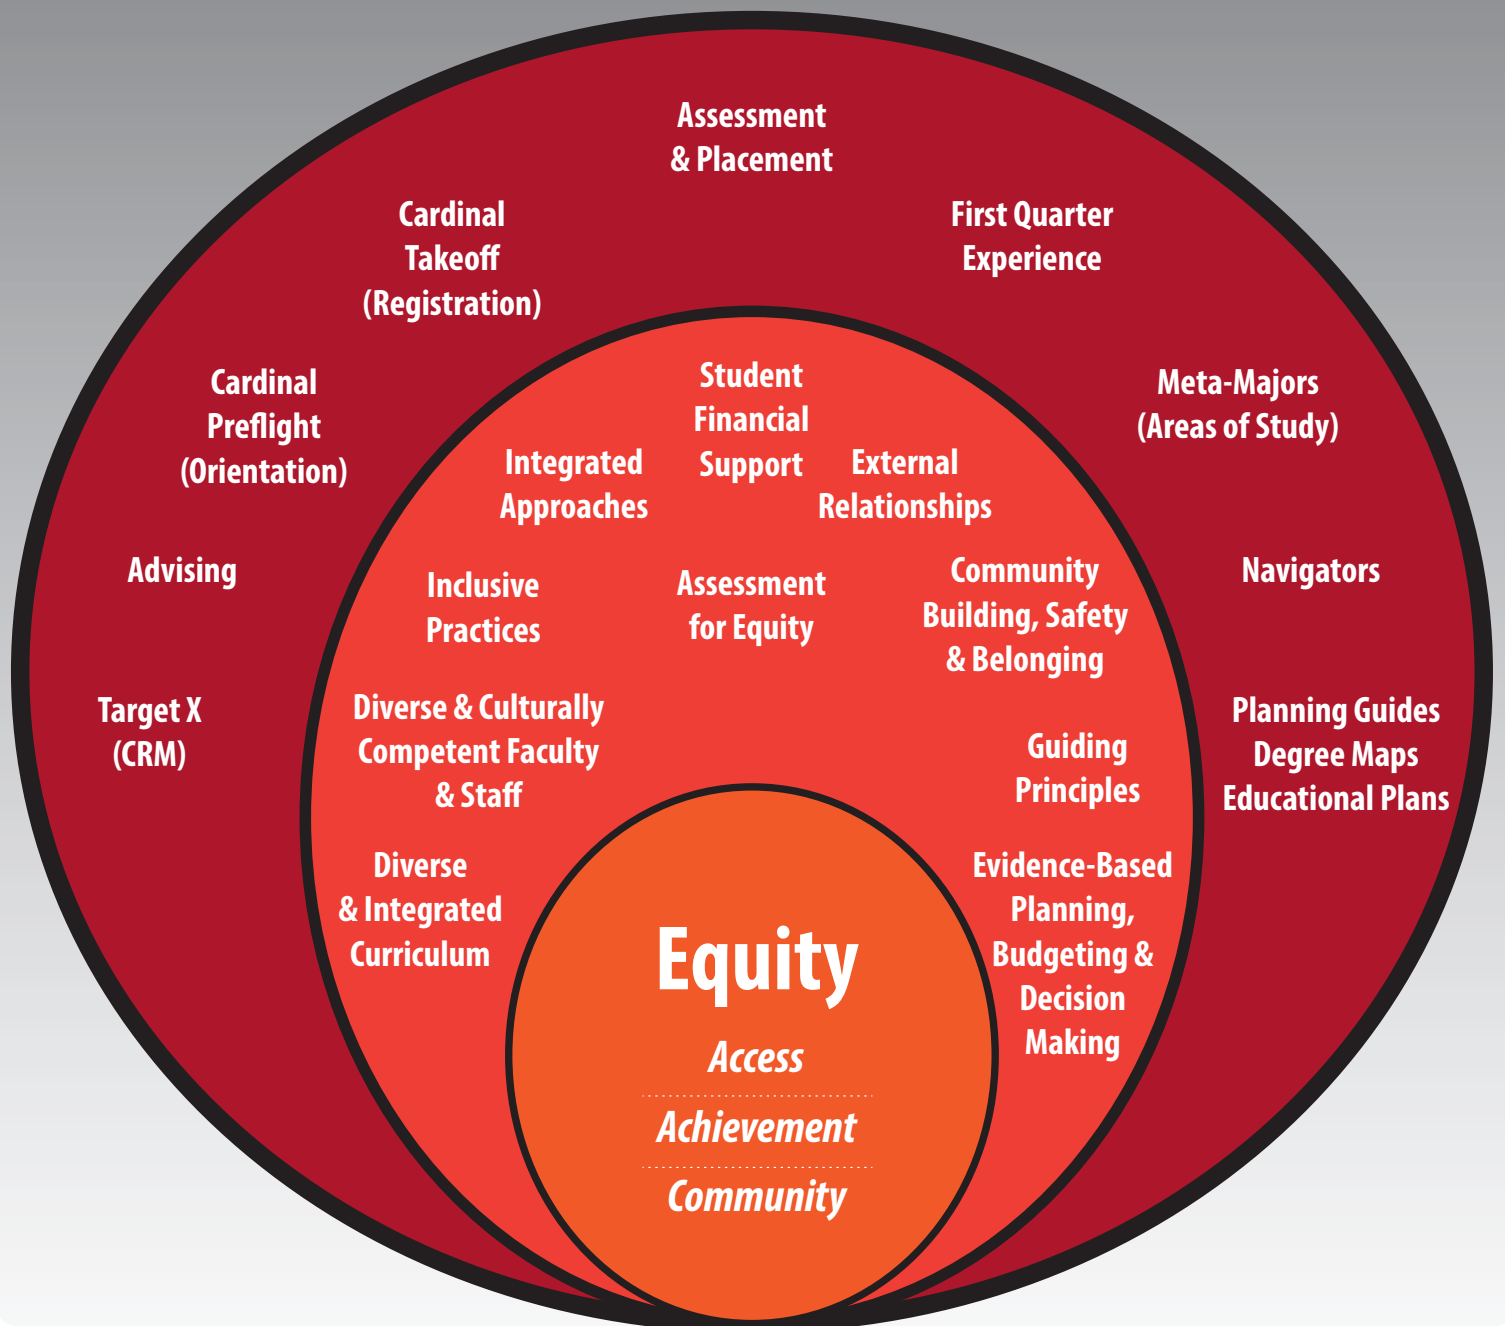 Assessment
& Placement
Cardinal
Takeoff
(Registration)
First Quarter
Experience
Cardinal
Preflight
(Orientation)
Meta-Majors
(Areas of Study)
Advising
Navigators
Target X
(CRM)
Planning Guides
Degree Maps
Educational Plans
Student
Financial
Support
Integrated
Approaches
External
Relationships
Inclusive
Practices
Assessment
for Equity
Community
Building, Safety
& Belonging
Diverse & Culturally
Competent Faculty
& Staff
Guiding
Principles
Diverse
& Integrated
Curriculum
Evidence-Based
Planning,
Budgeting &
Decision
Making
Equity
Access
Achievement
Community